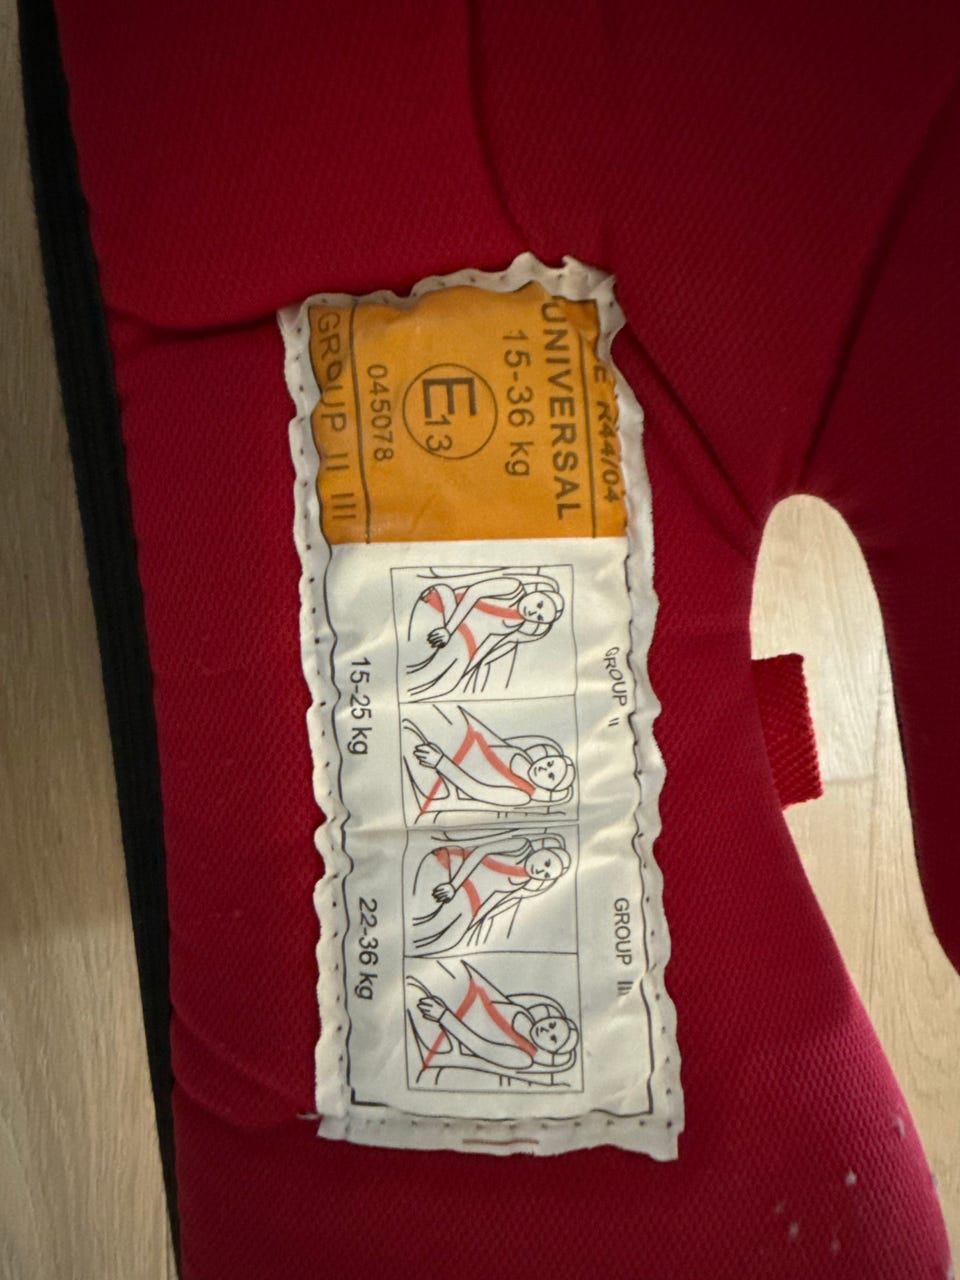 ECE R44/04
UNIVERSAL
15-36 kg
E13
045078
GROUP II III
GROUP II
15-25 kg
GROUP III
22-36 kg